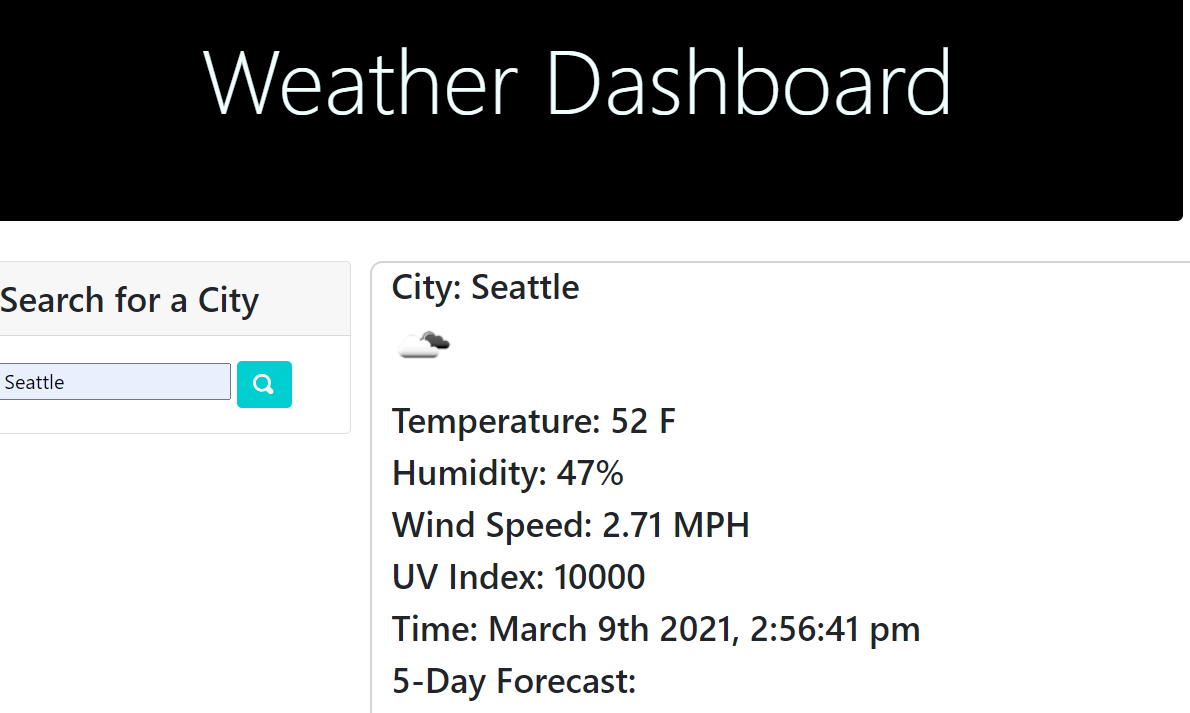 Weather Dashboard
Search for a City
Seattle
City: Seattle
Temperature: 52 F
Humidity: 47%
Wind Speed: 2.71 MPH
UV Index: 10000
Time: March 9th 2021, 2:56:41 pm
5-Day Forecast: